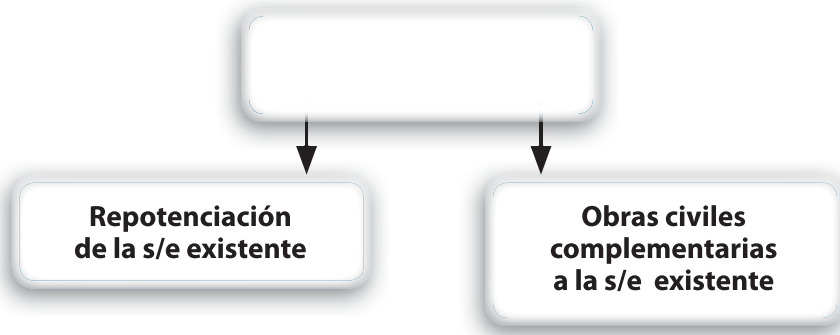 Repotenciación
de la s/e existente
Obras civiles
complementarias
a la s/e existente